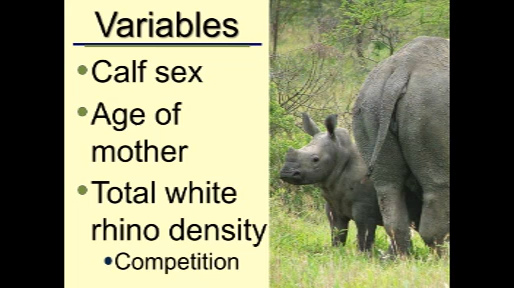 Variables
•Calf sex
•Age of
mother
•Total white
rhino density
•Competition